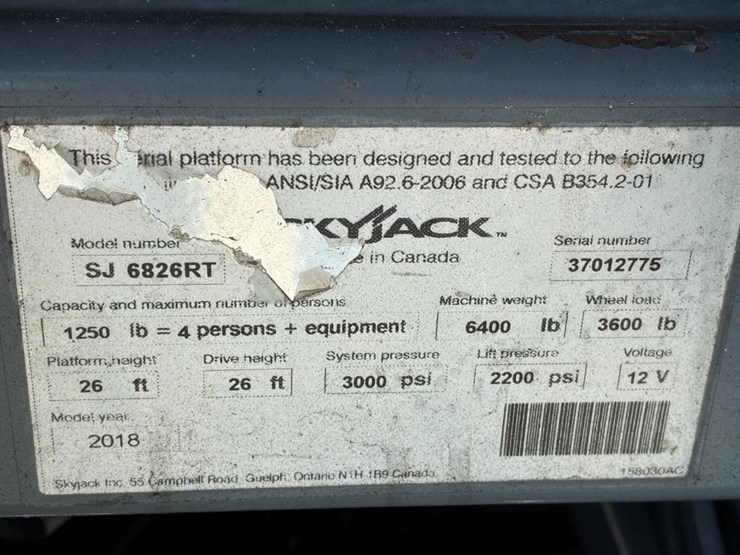 This rial platform has been designed and tested to the following
ANSI/SIA A92.6-2006 and CSA B354.2-01
KYJACK™
Model number
e in Canada
Serial number
SJ 6826RT
37012775
Capacity and maximum number of persons
Machine weight
Wheel load
1250 lb = 4 persons + equipment
6400 lb
3600 lb
Platform height
Drive height
System pressure
Lift pressure
Voltage
26 ft
26 ft
3000 psi
2200 psi
12 V
Model year
2018
Skyjack Inc. 55 Campbell Road Guelph, Ontario N1H 1B9 Canada
158030AC